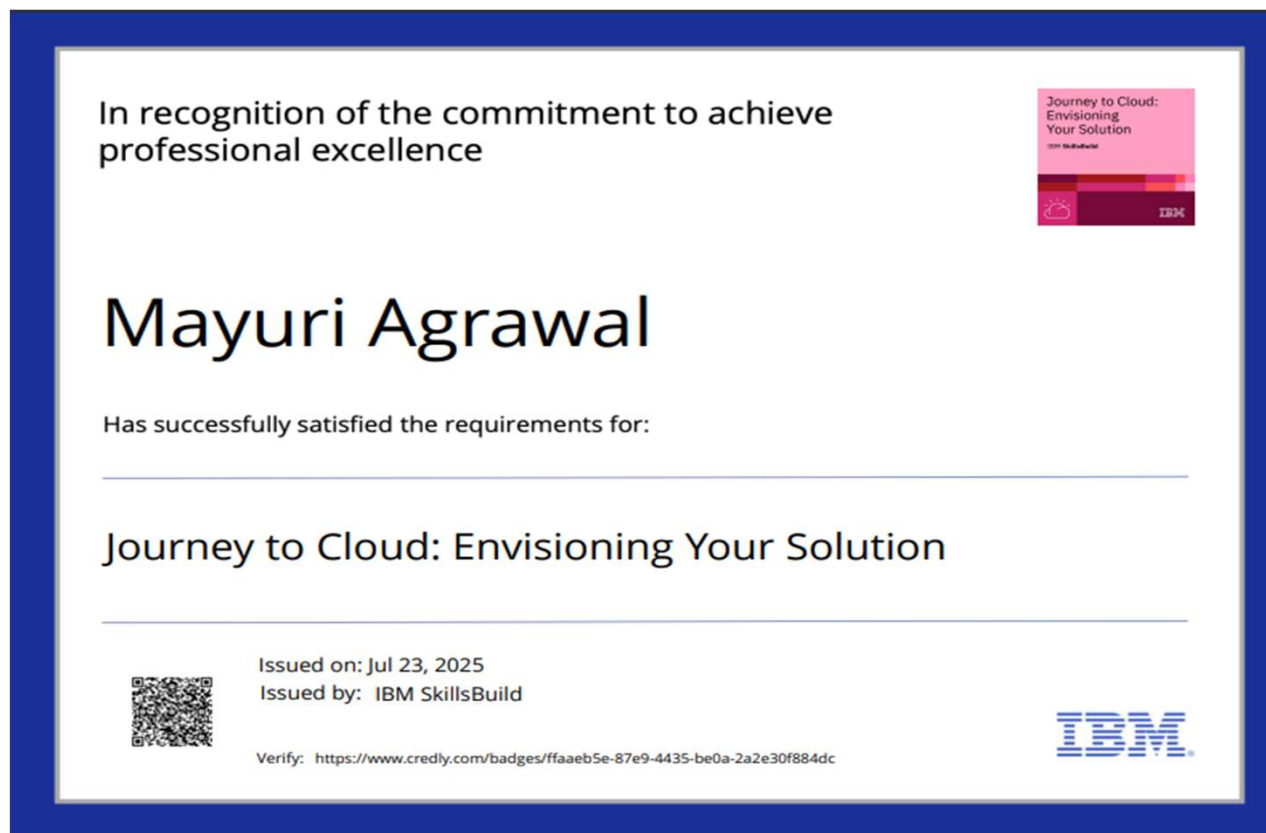 In recognition of the commitment to achieve
professional excellence
Journey to Cloud:
Envisioning
Your Solution
IBM SkillsBuild
IBM
Mayuri Agrawal
Has successfully satisfied the requirements for:
Journey to Cloud: Envisioning Your Solution
Issued on: Jul 23, 2025
Issued by: IBM SkillsBuild
Verify: https://www.credly.com/badges/ffaaeb5e-87e9-4435-be0a-2a2e30f884dc
IBM